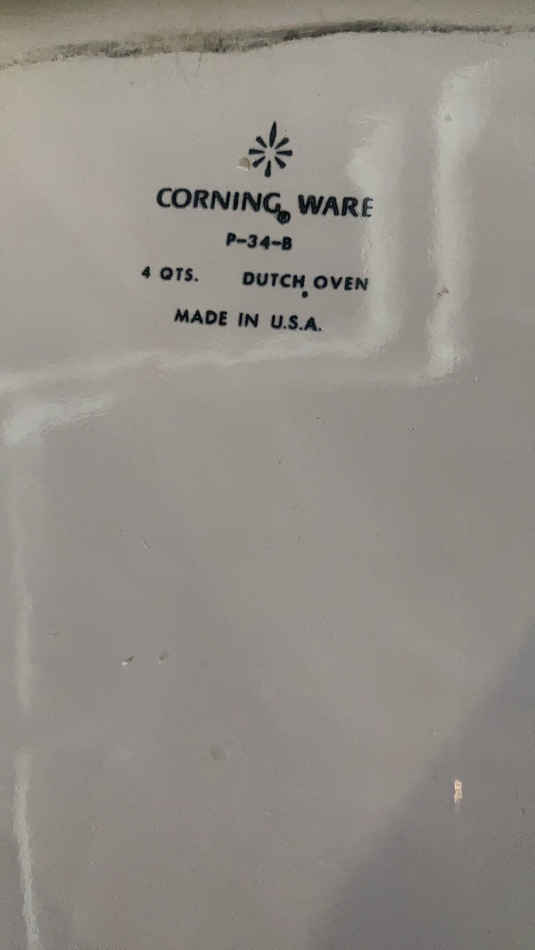 CORNING® WARE
P-34-B
4 QTS. DUTCH OVEN
MADE IN U.S.A.